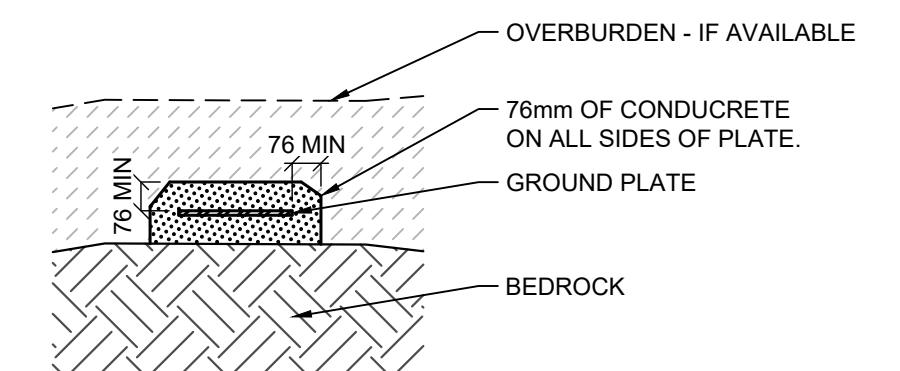 OVERBURDEN - IF AVAILABLE
76mm OF CONDUCRETE
ON ALL SIDES OF PLATE.
76 MIN
76 MIN
GROUND PLATE
BEDROCK